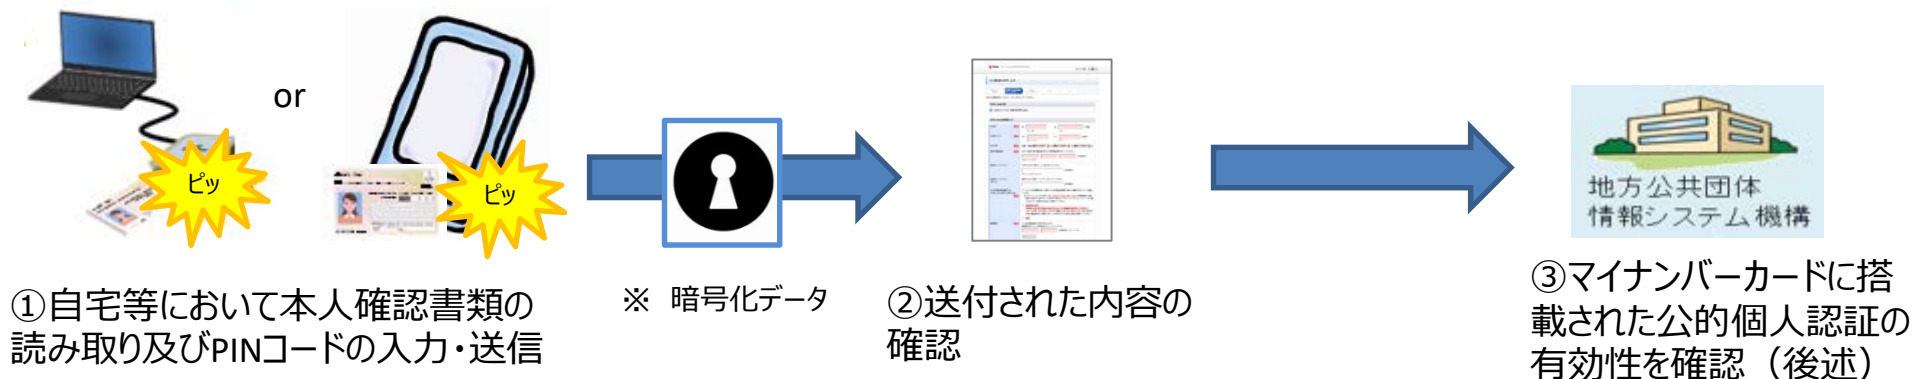 or
ピッ
ピッ
地方公共団体
情報システム機構
①自宅等において本人確認書類の
読み取り及びPINコードの入力・送信
※ 暗号化データ
②送付された内容の
確認
③マイナンバーカードに搭
載された公的個人認証の
有効性を確認（後述）